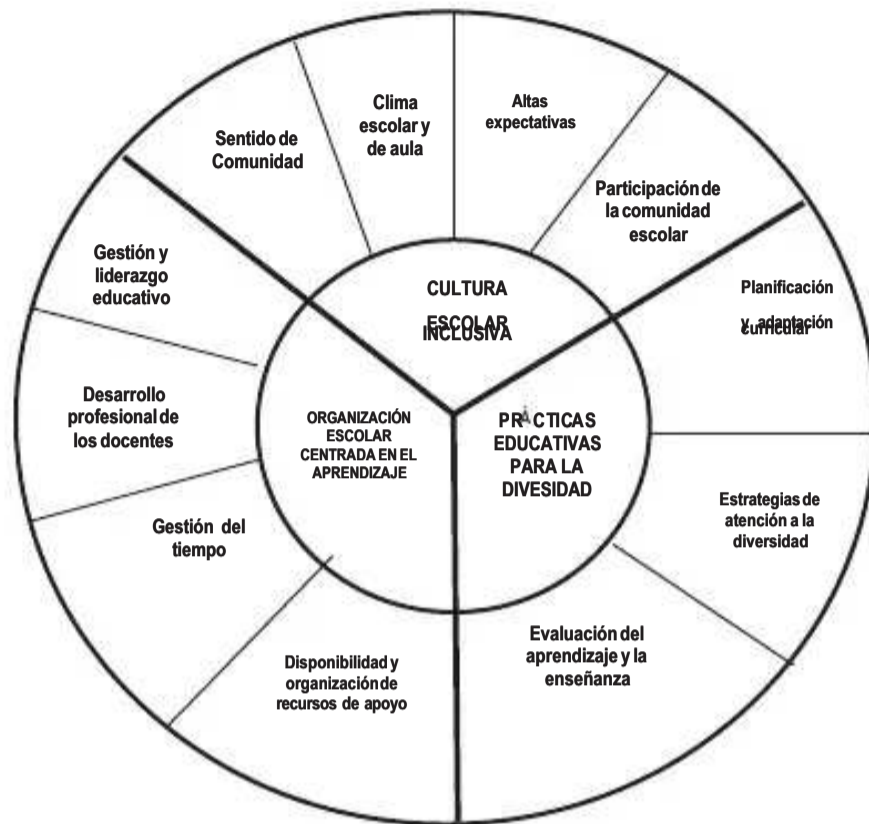 Clima
escolar y
de aula
Altas
expectativas
Sentido de
Comunidad
Participación de
la comunidad
escolar
Gestión y
liderazgo
educativo
CULTURA
ESCOLAR
INCLUSIVA
Planificación
y adaptación
curricular
Desarrollo
profesional de
los docentes
ORGANIZACIÓN
ESCOLAR
CENTRADA EN EL
APRENDIZAJE
PRÁCTICAS
EDUCATIVAS
PARA LA
DIVESIDAD
Gestión del
tiempo
Estrategias de
atención a la
diversidad
Disponibilidad y
organización de
recursos de apoyo
Evaluación del
aprendizaje y la
enseñanza